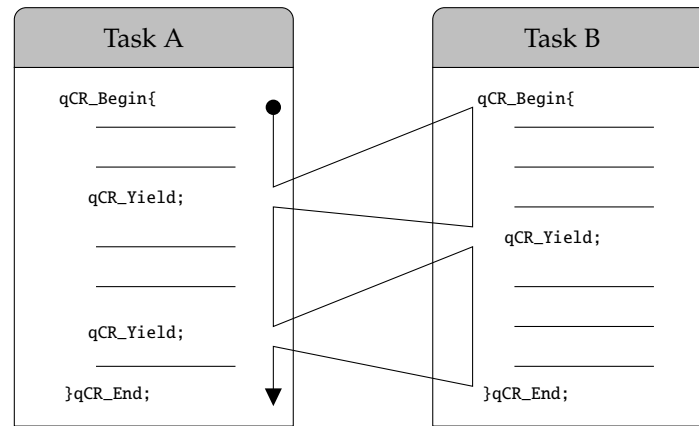 Task A
qCR_Begin{
qCR_Yield;
qCR_Yield;
}qCR_End;
Task B
qCR_Begin{
qCR_Yield;
}qCR_End;